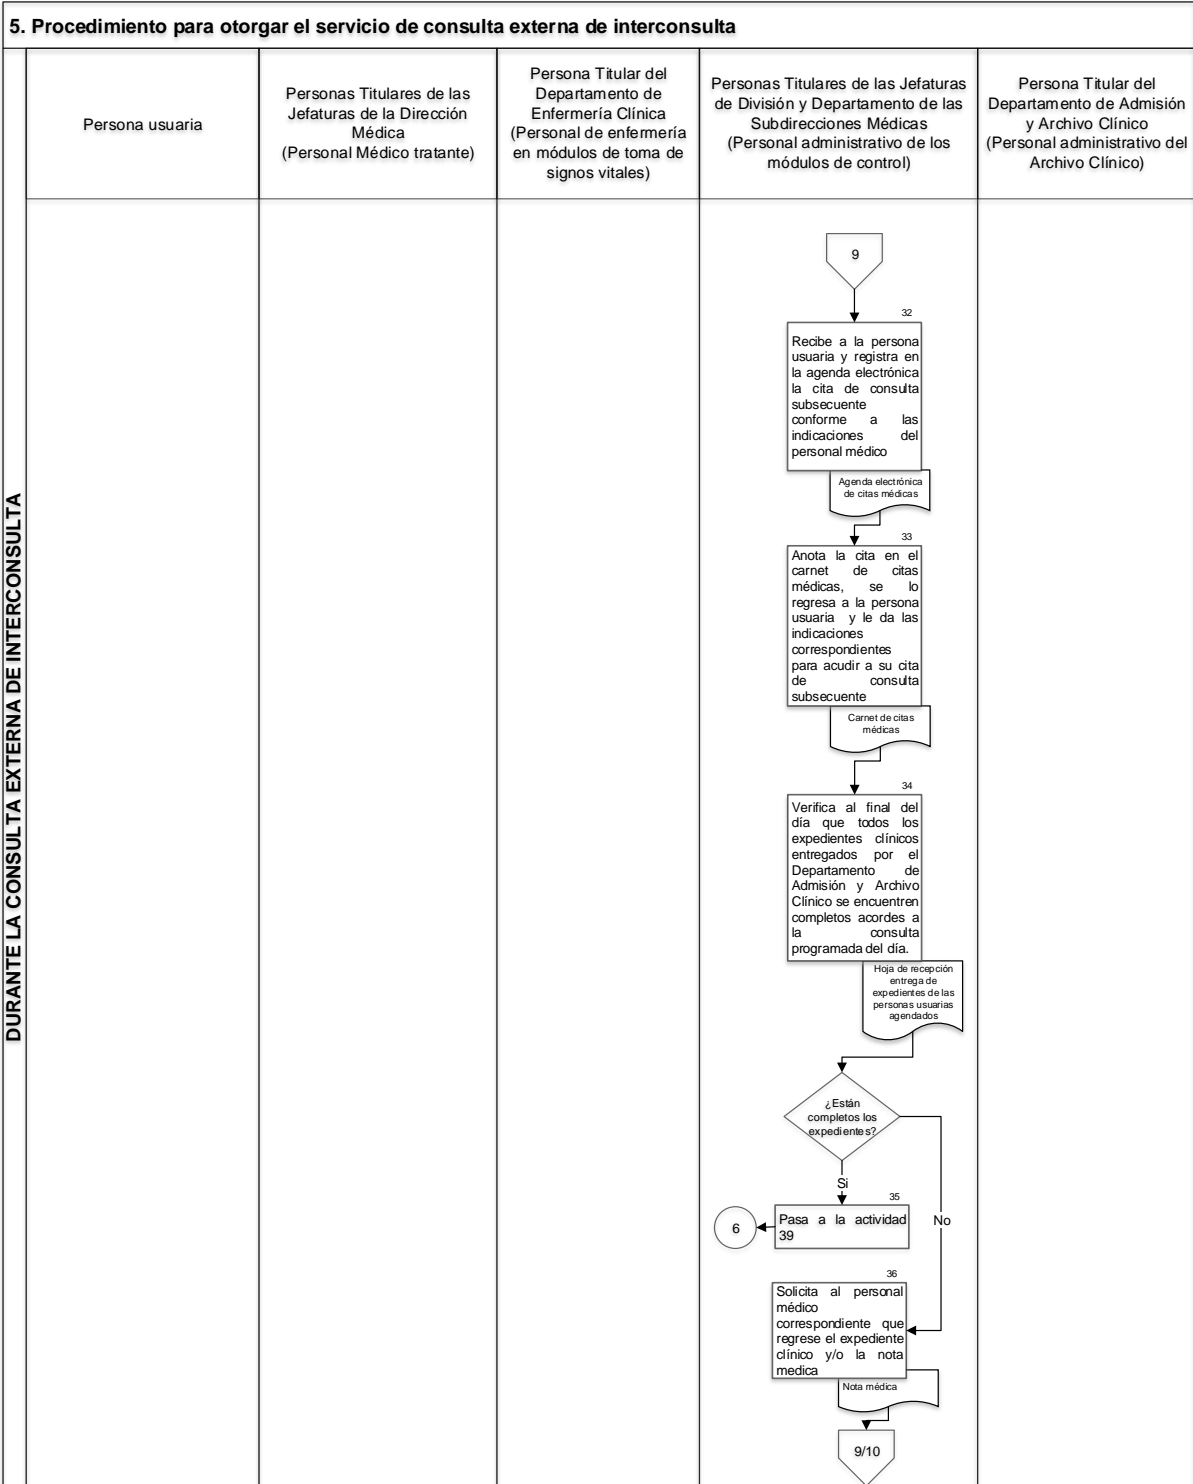 5. Procedimiento para otorgar el servicio de consulta externa de interconsulta
DURANTE LA CONSULTA EXTERNA DE INTERCONSULTA
Persona usuaria
Personas Titulares de las
Jefaturas de la Dirección
Médica
(Personal Médico tratante)
Persona Titular del
Departamento de
Enfermería Clínica
(Personal de enfermería
en módulos de toma de
signos vitales)
Personas Titulares de las Jefaturas
de División y Departamento de las
Subdirecciones Médicas
(Personal administrativo de los
módulos de control)
Persona Titular del
Departamento de Admisión
y Archivo Clínico
(Personal administrativo del
Archivo Clínico)
9
32
Recibe a la persona
usuaria y registra en
la agenda electrónica
la cita de consulta
subsecuente
conforme a las
indicaciones del
personal médico
Agenda electrónica
de citas médicas
33
Anota la cita en el
carnet de citas
médicas, se lo
regresa a la persona
usuaria y le da las
indicaciones
correspondientes
para acudir a su cita
de consulta
subsecuente
Carnet de citas
médicas
34
Verifica al final del
día que todos los
expedientes clínicos
entregados por el
Departamento de
Admisión y Archivo
Clínico se encuentren
completos acordes a
la consulta
programada del día.
Hoja de recepción
entrega de
expedientes de las
personas usuarias
agendados
¿Están
completos los
expedientes?
Si
No
35
Pasa a la actividad
39
6
36
Solicita al personal
médico
correspondiente que
regrese el expediente
clínico y/o la nota
medica
Nota médica
9/10